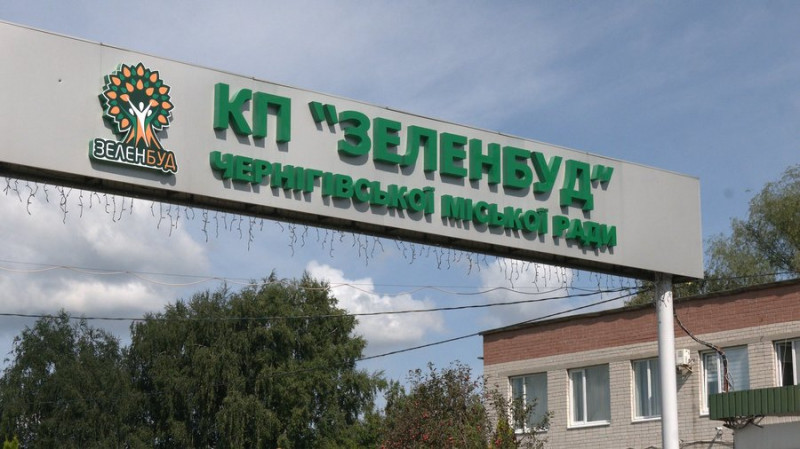 ЗЕЛЕНБУД
КП "ЗЕЛЕНБУД"
ЧЕРНІГІВСЬКОЇ МІСЬКОЇ РАДИ